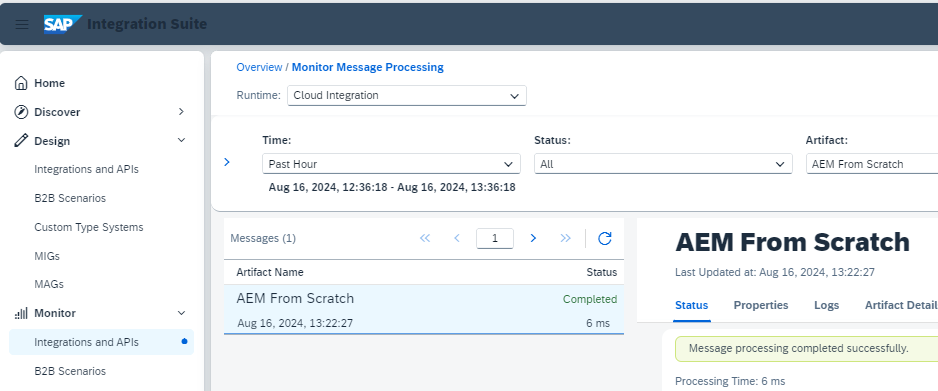 SAP Integration Suite
Home
Discover
Design
Integrations and APIs
B2B Scenarios
Custom Type Systems
MIGs
MAGs
Monitor
Integrations and APIs
B2B Scenarios
Overview / Monitor Message Processing
Runtime: Cloud Integration
Time: Status: Artifact:
Past Hour All AEM From Scratch
Aug 16, 2024, 12:36:18 - Aug 16, 2024, 13:36:18
Messages (1) 1
Artifact Name Status
AEM From Scratch Completed
Aug 16, 2024, 13:22:27 6 ms
AEM From Scratch
Last Updated at: Aug 16, 2024, 13:22:27
Status Properties Logs Artifact Detail
Message processing completed successfully.
Processing Time: 6 ms